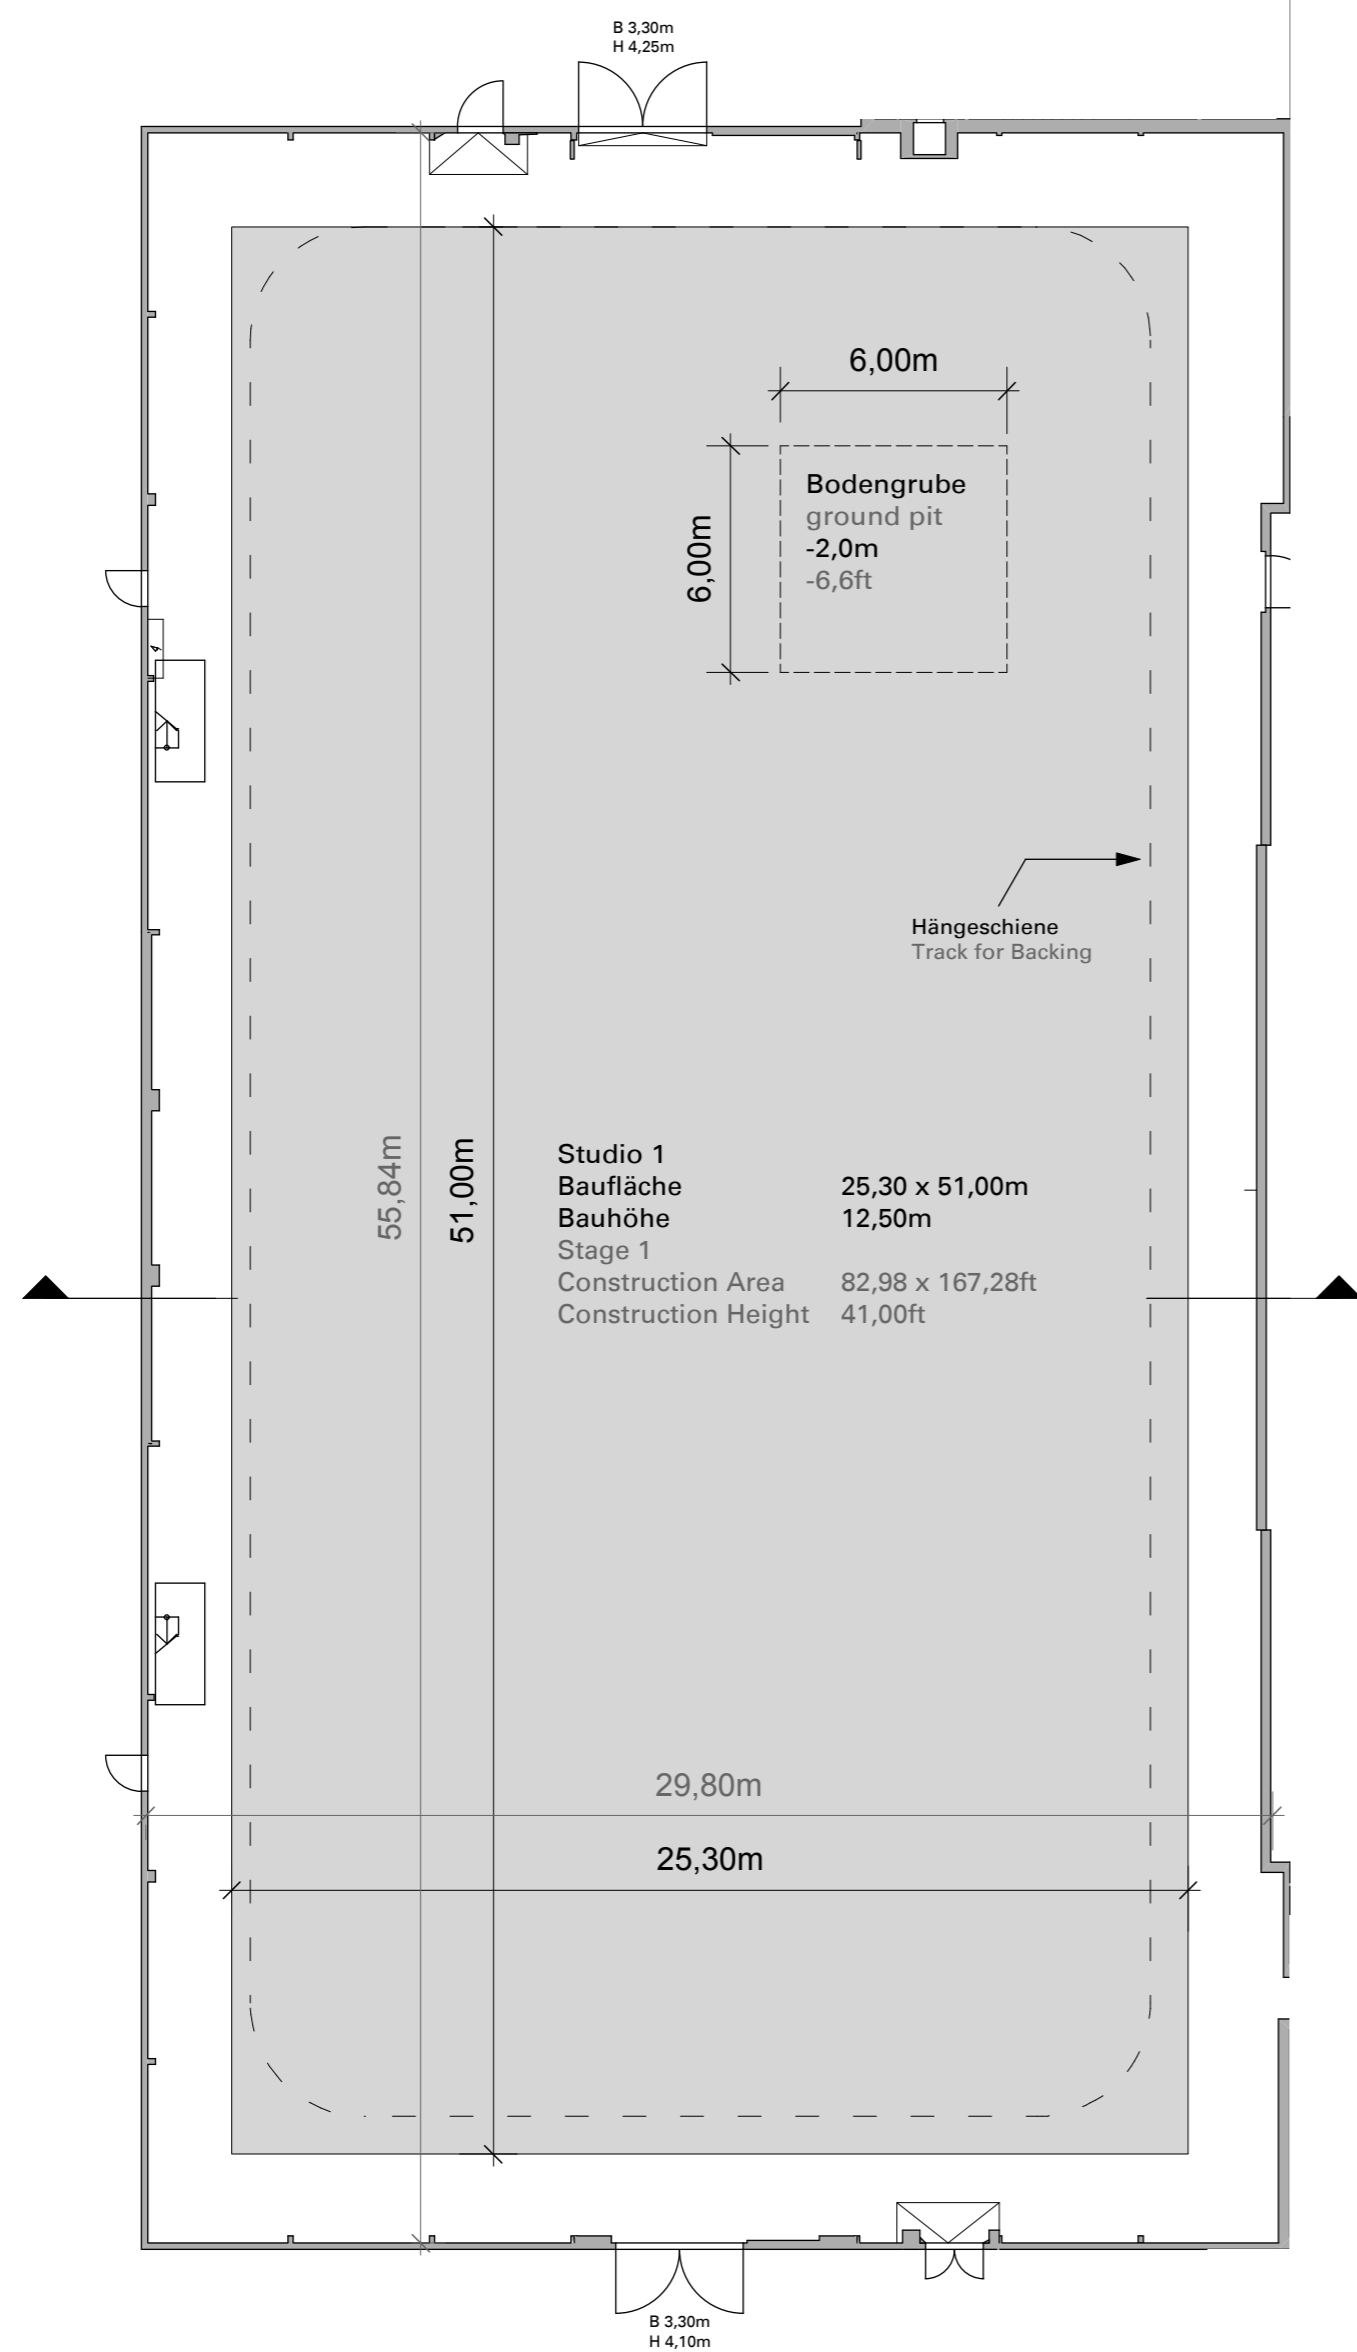 B 3,30m
H 4,25m
6,00m
6,00m
Bodengrube
ground pit
-2,0m
-6,6ft
Hängeschiene
Track for Backing
55,84m
51,00m
Studio 1
Baufläche 25,30 x 51,00m
Bauhöhe 12,50m
Stage 1
Construction Area 82,98 x 167,28ft
Construction Height 41,00ft
29,80m
25,30m
B 3,30m
H 4,10m